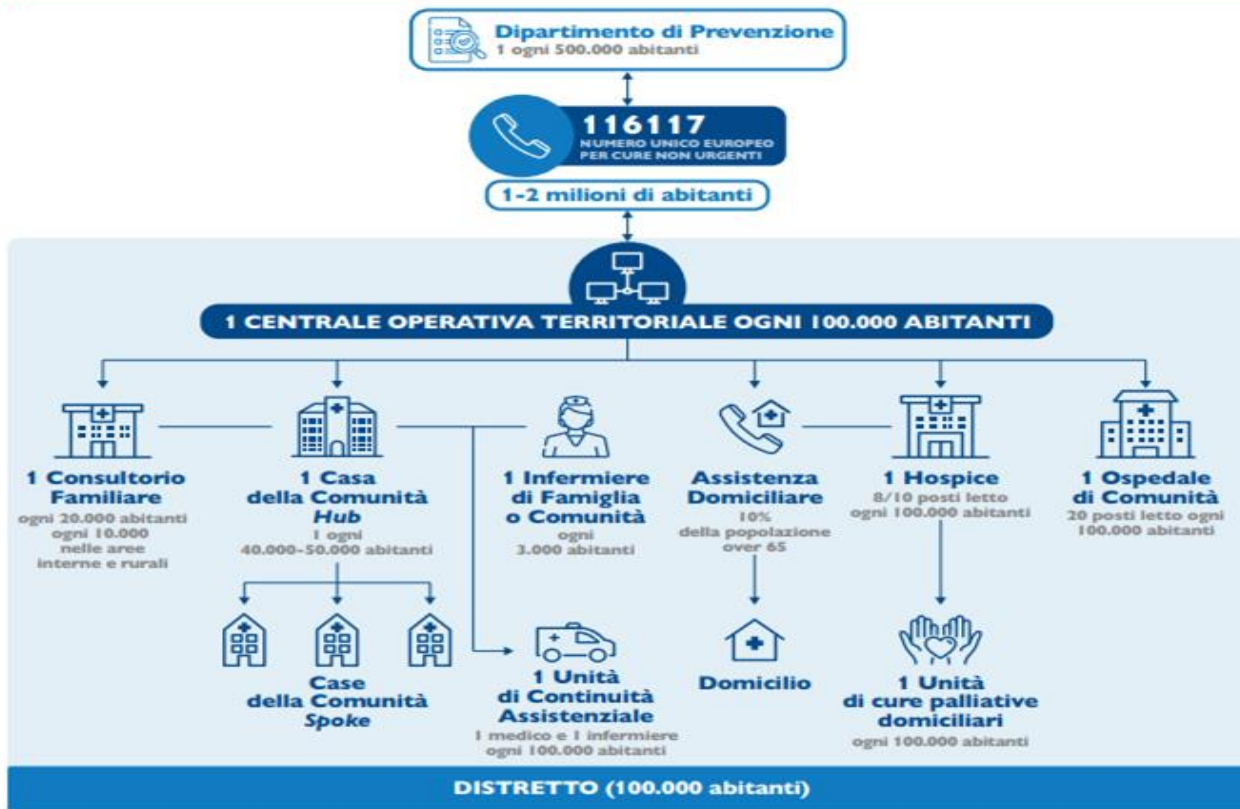 Dipartimento di Prevenzione
1 ogni 500.000 abitanti
116117
NUMERO UNICO EUROPEO
PER CURE NON URGENTI
1-2 milioni di abitanti
1 CENTRALE OPERATIVA TERRITORIALE OGNI 100.000 ABITANTI
1 Consultorio
Familiare
ogni 20.000 abitanti
ogni 10.000
nelle aree
interne e rurali
1 Casa
della Comunità
Hub
1 ogni
40.000-50.000 abitanti
1 Infermiere
di Famiglia
o Comunità
ogni
3.000 abitanti
Assistenza
Domiciliare
10%
della popolazione
over 65
1 Hospice
8/10 posti letto
ogni 100.000 abitanti
1 Ospedale
di Comunità
20 posti letto ogni
100.000 abitanti
Case
della Comunità
Spoke
1 Unità
di Continuità
Assistenziale
1 medico e 1 infermiere
ogni 100.000 abitanti
Domicilio
1 Unità
di cure palliative
domiciliari
ogni 100.000 abitanti
DISTRETTO (100.000 abitanti)